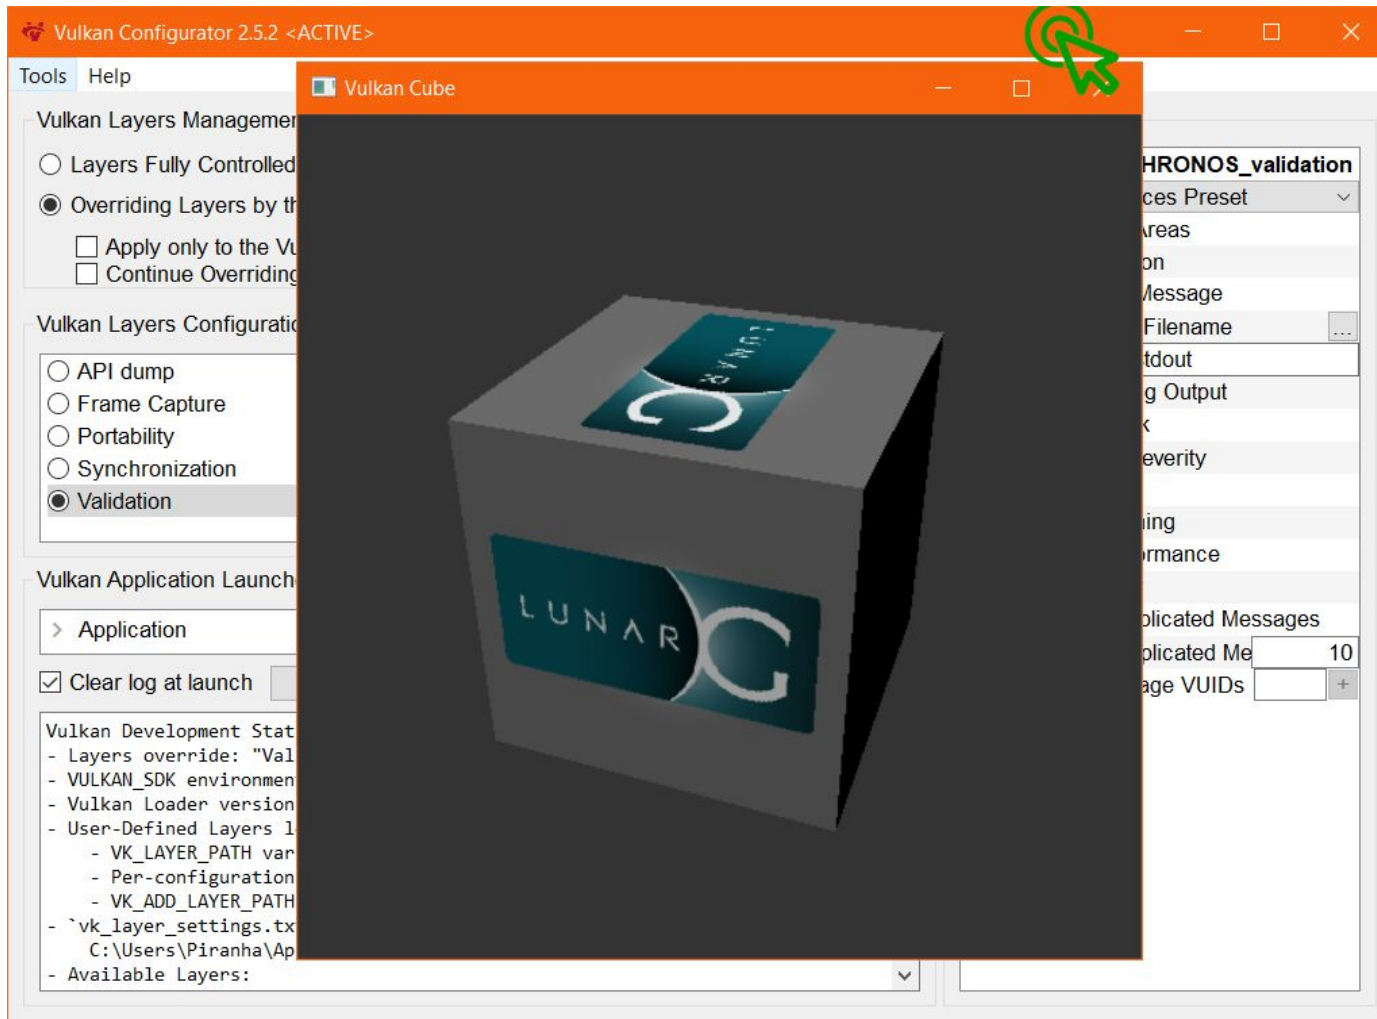 Vulkan Configurator 2.5.2 <ACTIVE>
Tools Help
Vulkan Cube
Vulkan Layers Managemen
Layers Fully Controlled
Overriding Layers by th
Apply only to the Vu
Continue Overriding
Vulkan Layers Configuratio
API dump
Frame Capture
Portability
Synchronization
Validation
Vulkan Application Launch
Application
Clear log at launch
Vulkan Development Stat
- Layers override: "Val
- VULKAN_SDK environmen
- Vulkan Loader version
- User-Defined Layers l
- VK_LAYER_PATH var
- Per-configuration
- VK_ADD_LAYER_PATH
- `vk_layer_settings.tx
C:\Users\Piranha\Ap
- Available Layers:
LUNAR G
LUNAR G
HRONOS_validation
ces Preset
Areas
on
Message
Filename ...
tdout
g Output
k
everity
ing
rmance
plicated Messages
plicated Me 10
age VUIDs +